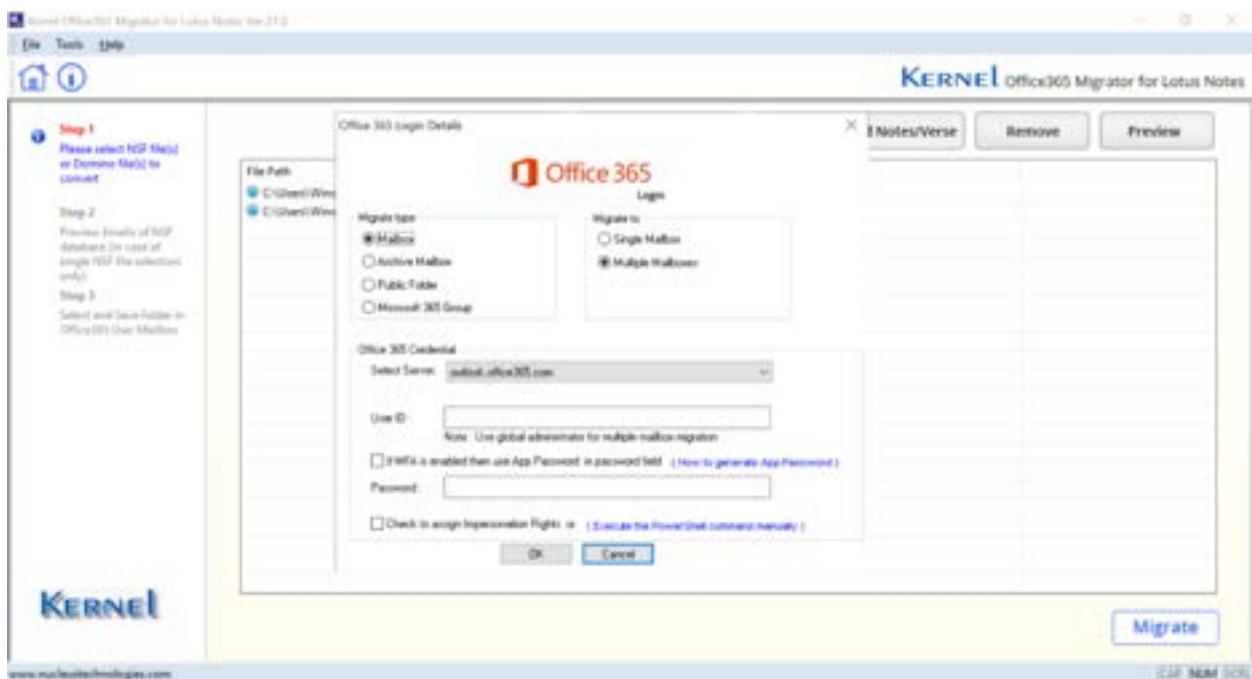 Kernel Office365 Migrator for Lotus Notes Ver 21.0
File Tools Help
KERNEL Office365 Migrator for Lotus Notes
Step 1
Please select NSF file(s)
or Domino file(s) to
convert
Step 2
Preview Emails of NSF
database (in case of
single NSF file selection
only)
Step 3
Select and Save folder in
Office365 User Mailbox
KERNEL
Notes/Verse
Remove
Preview
File Path
C:\Users\Wind
C:\Users\Wind
Office 365 Login Details
Office 365
Login
Migrate type
Mailbox
Archive Mailbox
Public Folder
Microsoft 365 Group
Migrate to
Single Mailbox
Multiple Mailboxes
Office 365 Credential
Select Server: outlook.office365.com
User ID :
Note : Use global administrator for multiple mailbox migration
If MFA is enabled then use App Password in password field ( How to generate App Password )
Password :
Check to assign Impersonation Rights or ( Execute the PowerShell command manually )
OK
Cancel
Migrate
www.nucleustechnologies.com
CAP NUM SCRL